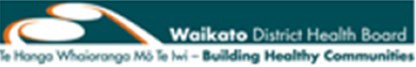 Waikato District Health Board
Te Hanga Whaioranga Mō Te Iwi – Building Healthy Communities